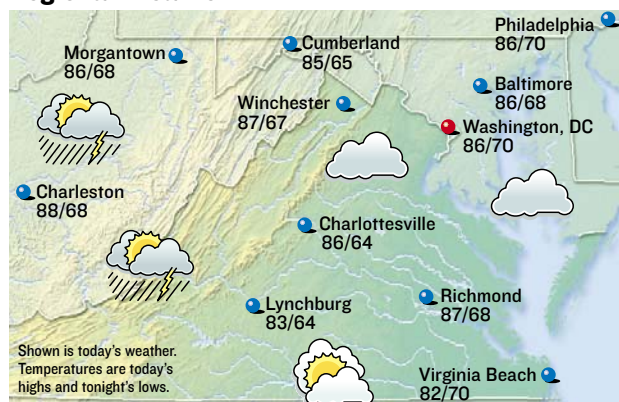 Philadelphia
86/70
Morgantown
86/68
Cumberland
85/65
Baltimore
86/68
Winchester
87/67
Washington, DC
86/70
Charleston
88/68
Charlottesville
86/64
Lynchburg
83/64
Richmond
87/68
Shown is today's weather.
Temperatures are today's
highs and tonight's lows.
Virginia Beach
82/70